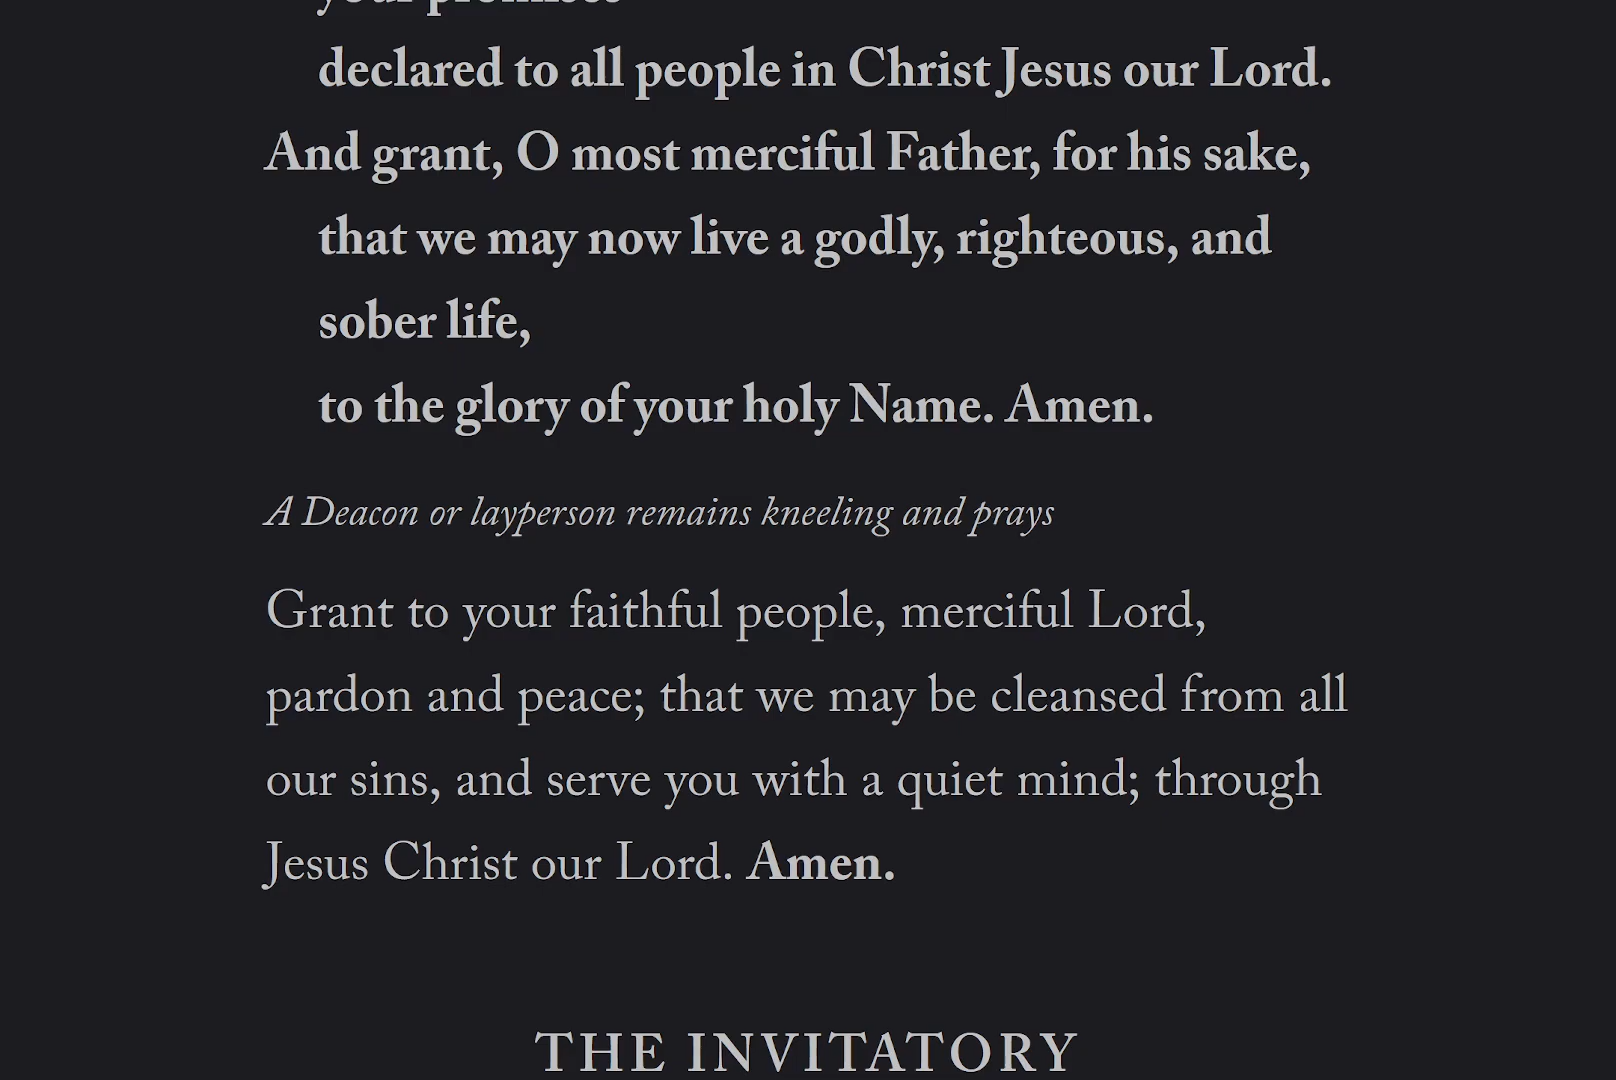 your promises
declared to all people in Christ Jesus our Lord.
And grant, O most merciful Father, for his sake,
that we may now live a godly, righteous, and
sober life,
to the glory of your holy Name. Amen.
A Deacon or layperson remains kneeling and prays
Grant to your faithful people, merciful Lord,
pardon and peace; that we may be cleansed from all
our sins, and serve you with a quiet mind; through
Jesus Christ our Lord. Amen.
THE INVITATORY